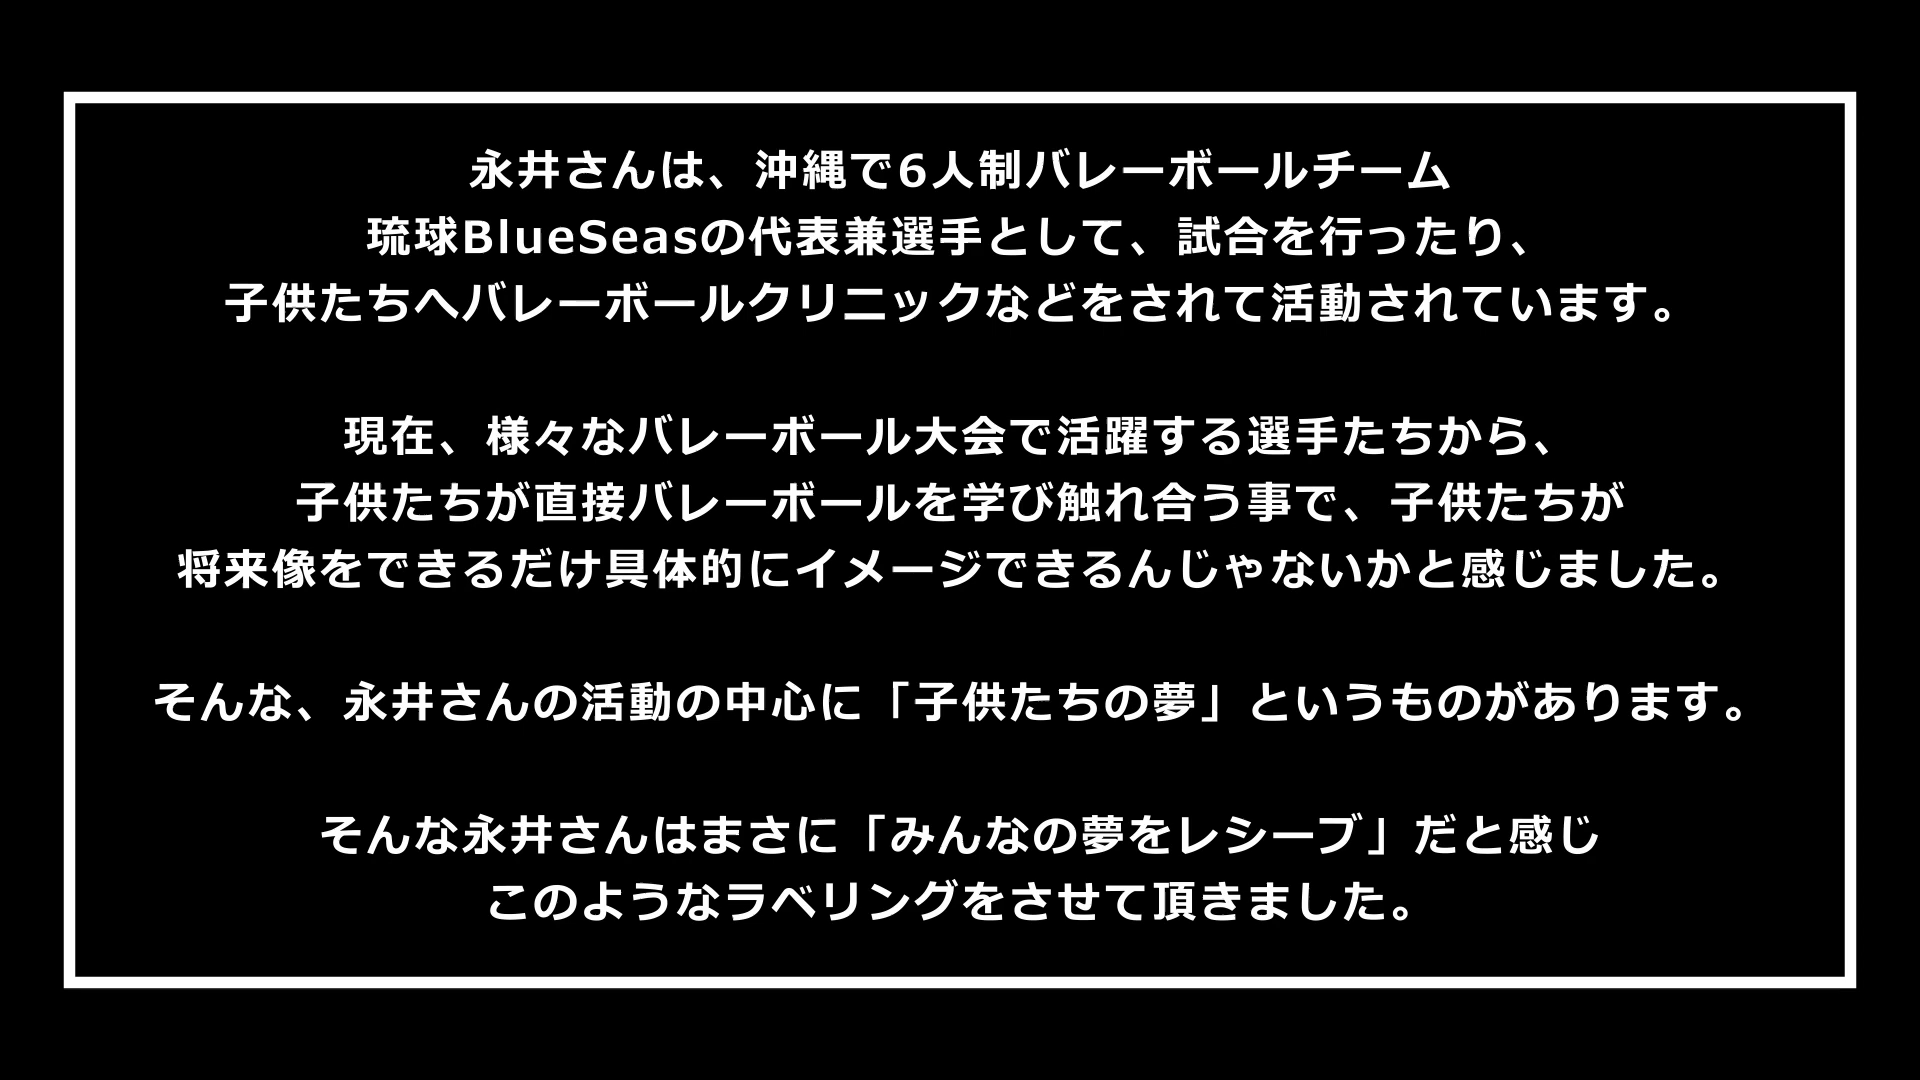 永井さんは、沖縄で6人制バレーボールチーム
琉球BlueSeasの代表兼選手として、試合を行ったり、
子供たちへバレーボールクリニックなどをされて活動されています。
現在、様々なバレーボール大会で活躍する選手たちから、
子供たちが直接バレーボールを学び触れ合う事で、子供たちが
将来像をできるだけ具体的にイメージできるんじゃないかと感じました。
そんな、永井さんの活動の中心に「子供たちの夢」というものがあります。
そんな永井さんはまさに「みんなの夢をレシーブ」だと感じ
このようなラベリングをさせて頂きました。